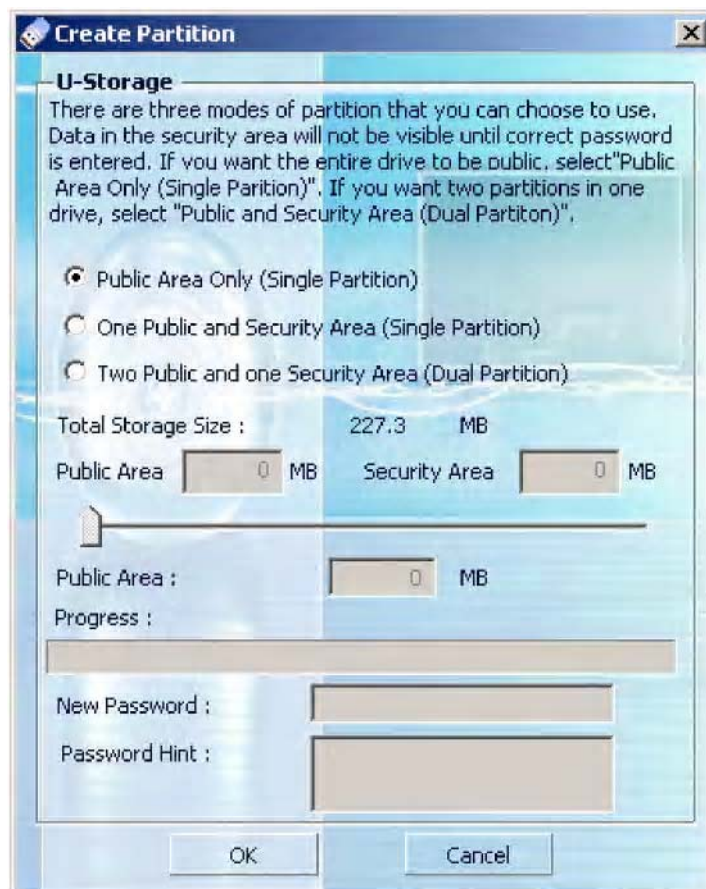 Create Partition
U-Storage
There are three modes of partition that you can choose to use.
Data in the security area will not be visible until correct password
is entered. If you want the entire drive to be public, select"Public
Area Only (Single Parition)". If you want two partitions in one
drive, select "Public and Security Area (Dual Partiton)".
Public Area Only (Single Partition)
One Public and Security Area (Single Partition)
Two Public and one Security Area (Dual Partition)
Total Storage Size : 227.3 MB
Public Area 0 MB Security Area 0 MB
Public Area : 0 MB
Progress :
New Password :
Password Hint :
OK Cancel